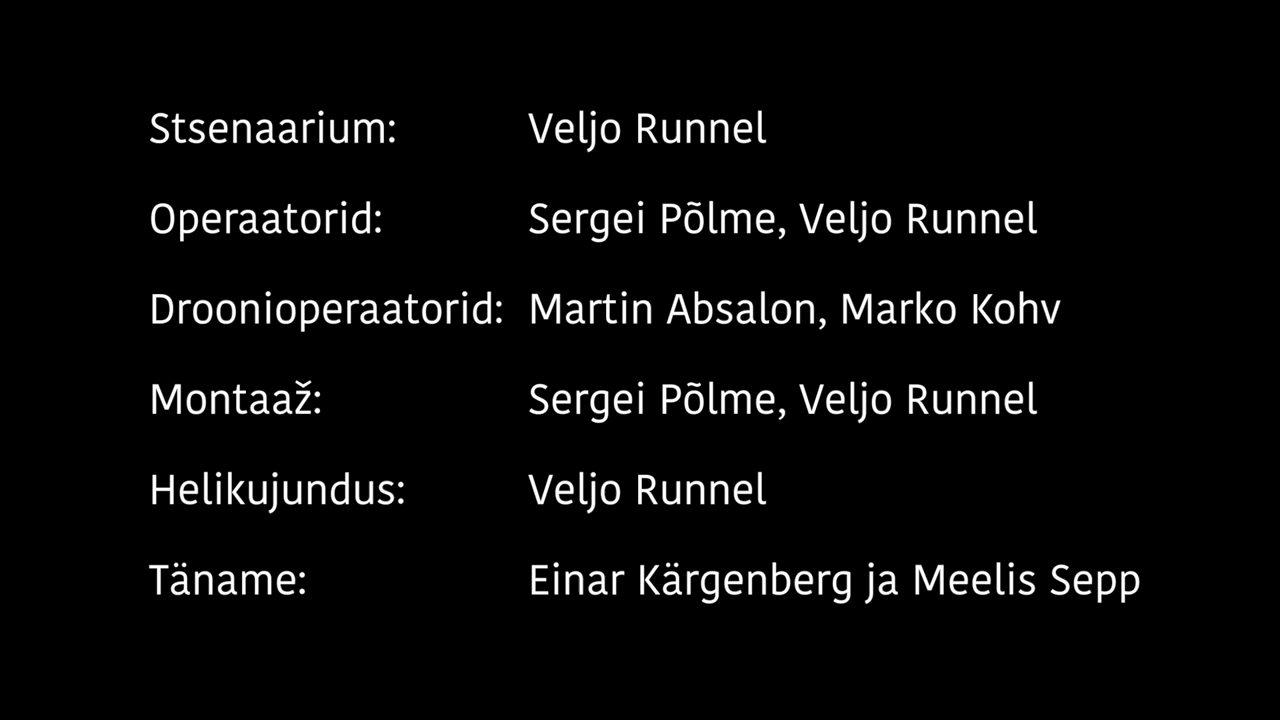 Stsenaarium: Veljo Runnel
Operaatorid: Sergei Põlme, Veljo Runnel
Droonioperaatorid: Martin Absalon, Marko Kohv
Montaaž: Sergei Põlme, Veljo Runnel
Helikujundus: Veljo Runnel
Täname: Einar Kärgenberg ja Meelis Sepp